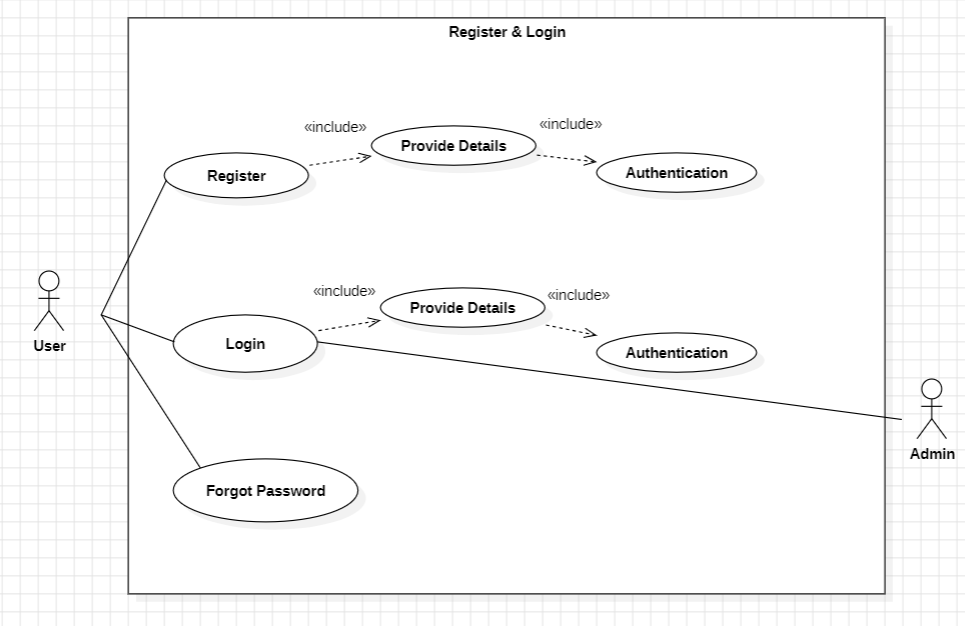 Register & Login
«include»
«include»
Provide Details
Register
Authentication
«include»
«include»
Provide Details
User
Login
Authentication
Admin
Forgot Password